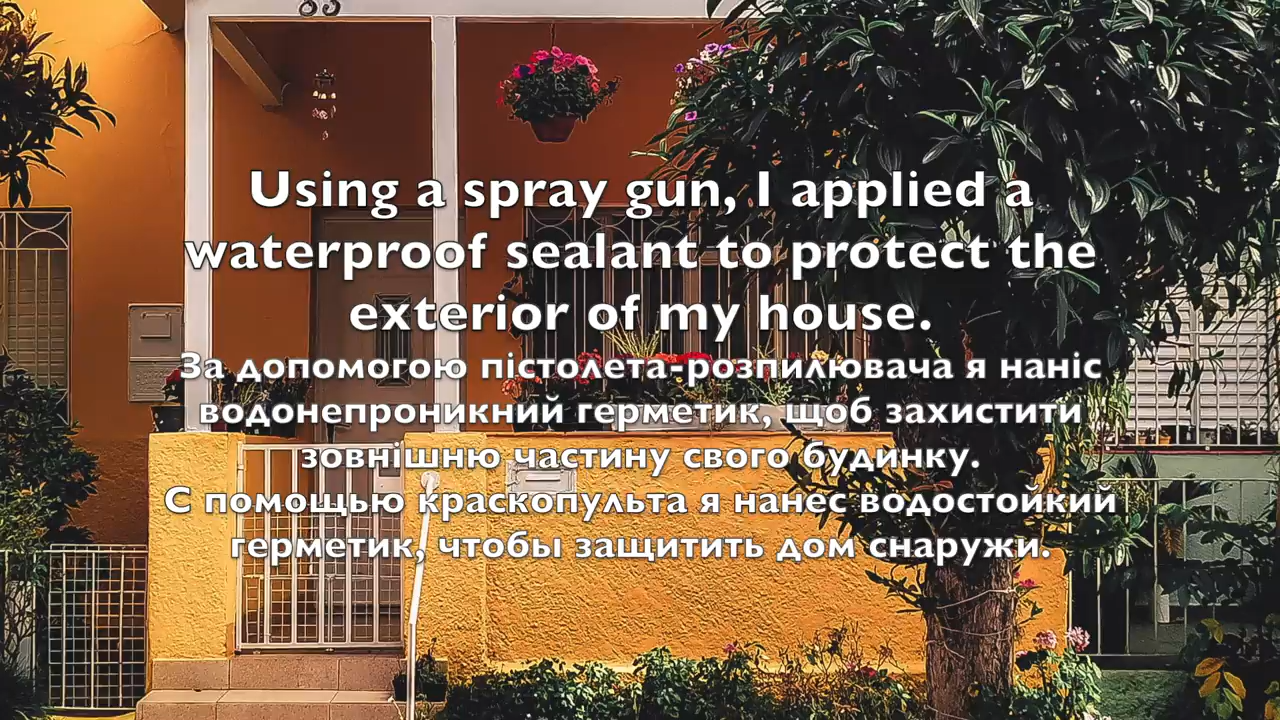 83
Using a spray gun, I applied a
waterproof sealant to protect the
exterior of my house.
За допомогою пістолета-розпилювача я наніс
водонепроникний герметик, щоб захистити
зовнішню частину свого будинку.
С помощью краскопульта я нанес водостойкий
герметик, чтобы защитить дом снаружи.